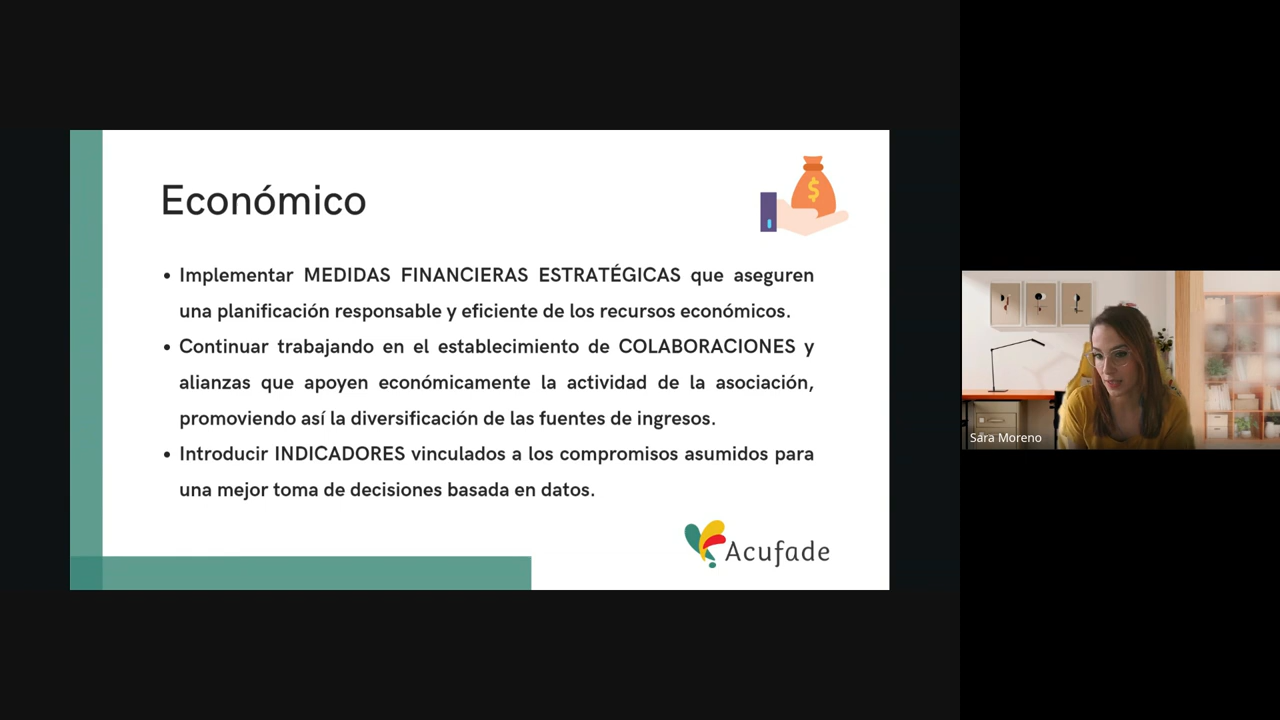 Económico
$
• Implementar MEDIDAS FINANCIERAS ESTRATÉGICAS que aseguren
una planificación responsable y eficiente de los recursos económicos.
• Continuar trabajando en el establecimiento de COLABORACIONES y
alianzas que apoyen económicamente la actividad de la asociación,
promoviendo así la diversificación de las fuentes de ingresos.
• Introducir INDICADORES vinculados a los compromisos asumidos para
una mejor toma de decisiones basada en datos.
Acufade
Sara Moreno